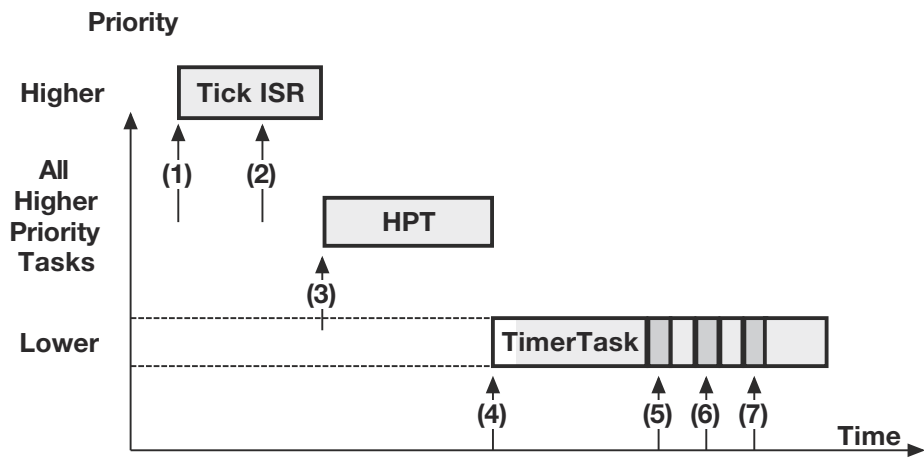 Priority
Higher
Tick ISR
(1)
(2)
All
Higher
Priority
Tasks
HPT
(3)
Lower
TimerTask
(4)
(5)
(6)
(7)
Time